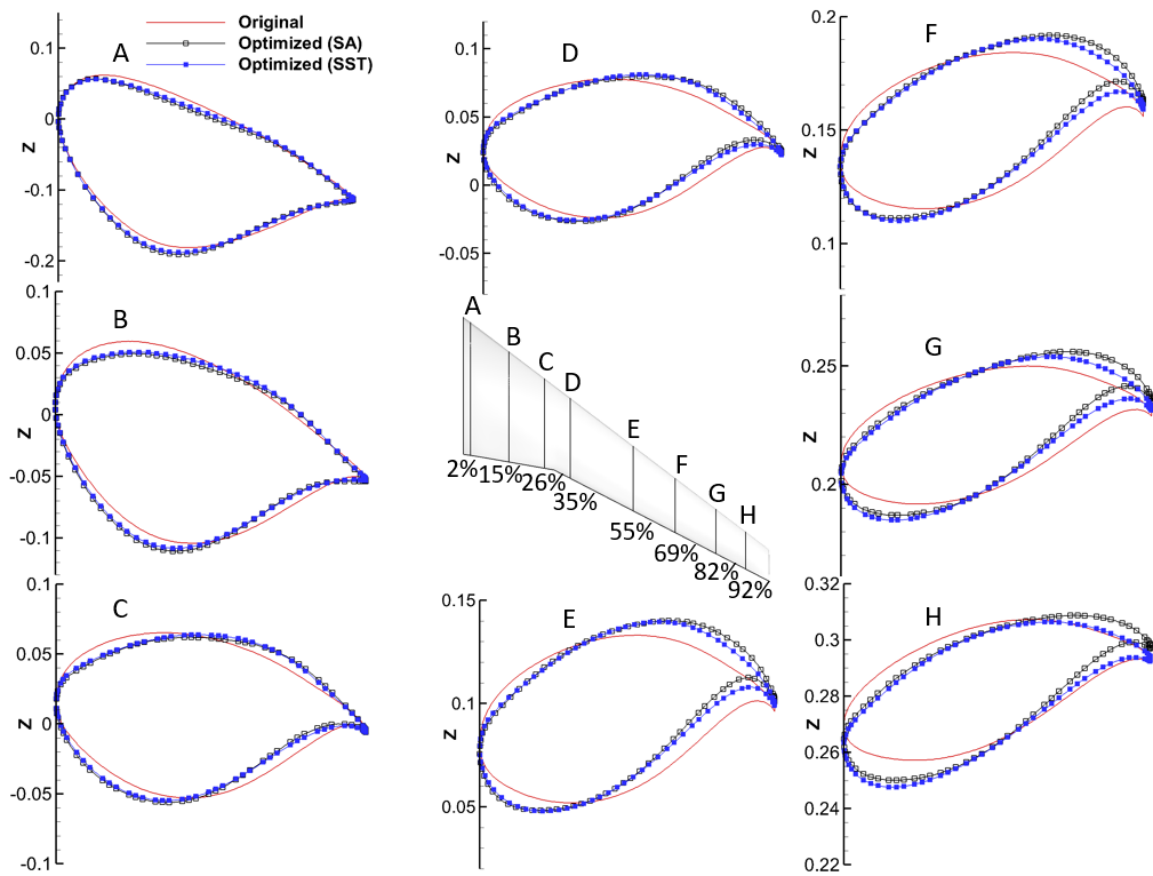 Original
Optimized (SA)
Optimized (SST)
A
0.1
0
-0.1
-0.2
Z
D
0.1
0.05
0
-0.05
Z
F
0.2
0.15
0.1
Z
B
0.1
0.05
0
-0.05
-0.1
Z
A
B
C
D
E
F
G
H
2%
15%
26%
35%
55%
69%
82%
92%
G
0.25
0.2
Z
C
0.1
0.05
0
-0.05
-0.1
Z
E
0.15
0.1
0.05
Z
H
0.32
0.3
0.28
0.26
0.24
0.22
Z